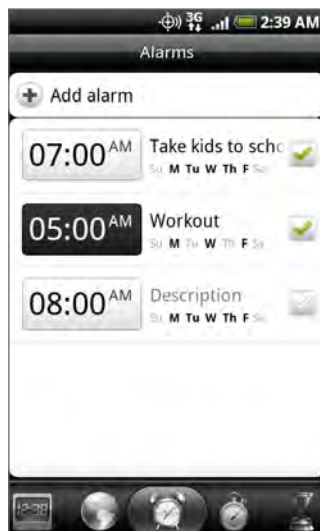 3G 2:39 AM
Alarms
Add alarm
07:00 AM Take kids to scho
Su M Tu W Th F Sa
05:00 AM Workout
Su M Tu W Th F Sa
08:00 AM Description
Su M Tu W Th F Sa